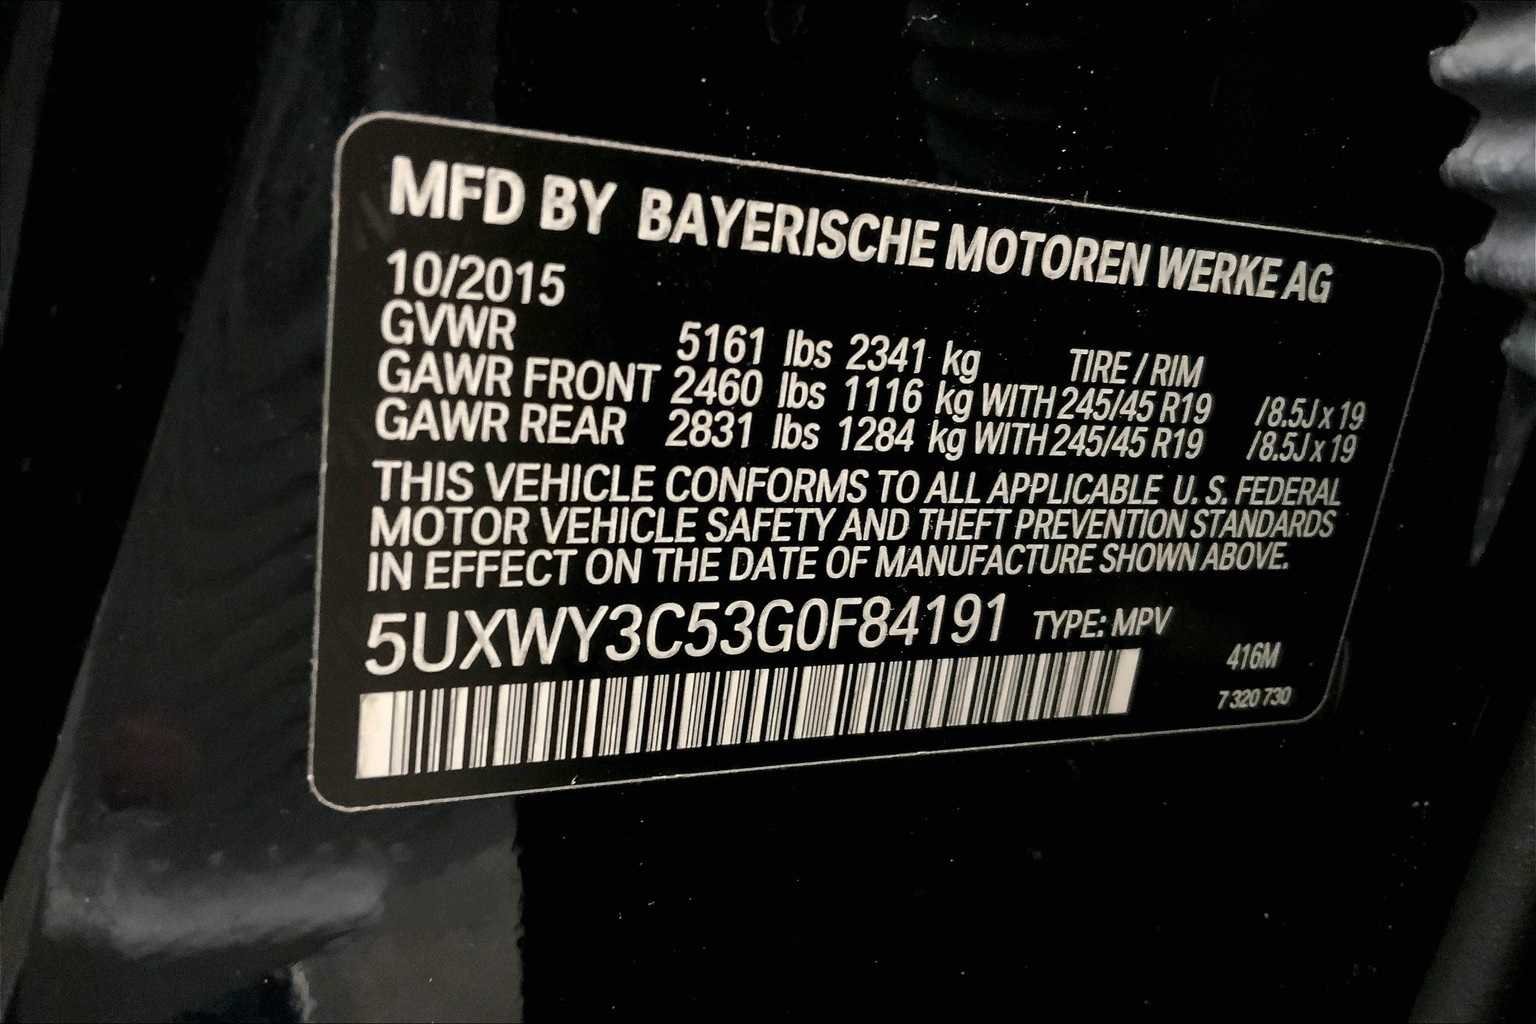 MFD BY BAYERISCHE MOTOREN WERKE AG
10/2015
GVWR 5161 lbs 2341 kg TIRE / RIM
GAWR FRONT 2460 lbs 1116 kg WITH 245/45 R19 /8.5J x 19
GAWR REAR 2831 lbs 1284 kg WITH 245/45 R19 /8.5J x 19
THIS VEHICLE CONFORMS TO ALL APPLICABLE U. S. FEDERAL
MOTOR VEHICLE SAFETY AND THEFT PREVENTION STANDARDS
IN EFFECT ON THE DATE OF MANUFACTURE SHOWN ABOVE.
5UXWY3C53G0F84191 TYPE: MPV
416M
7 320 730